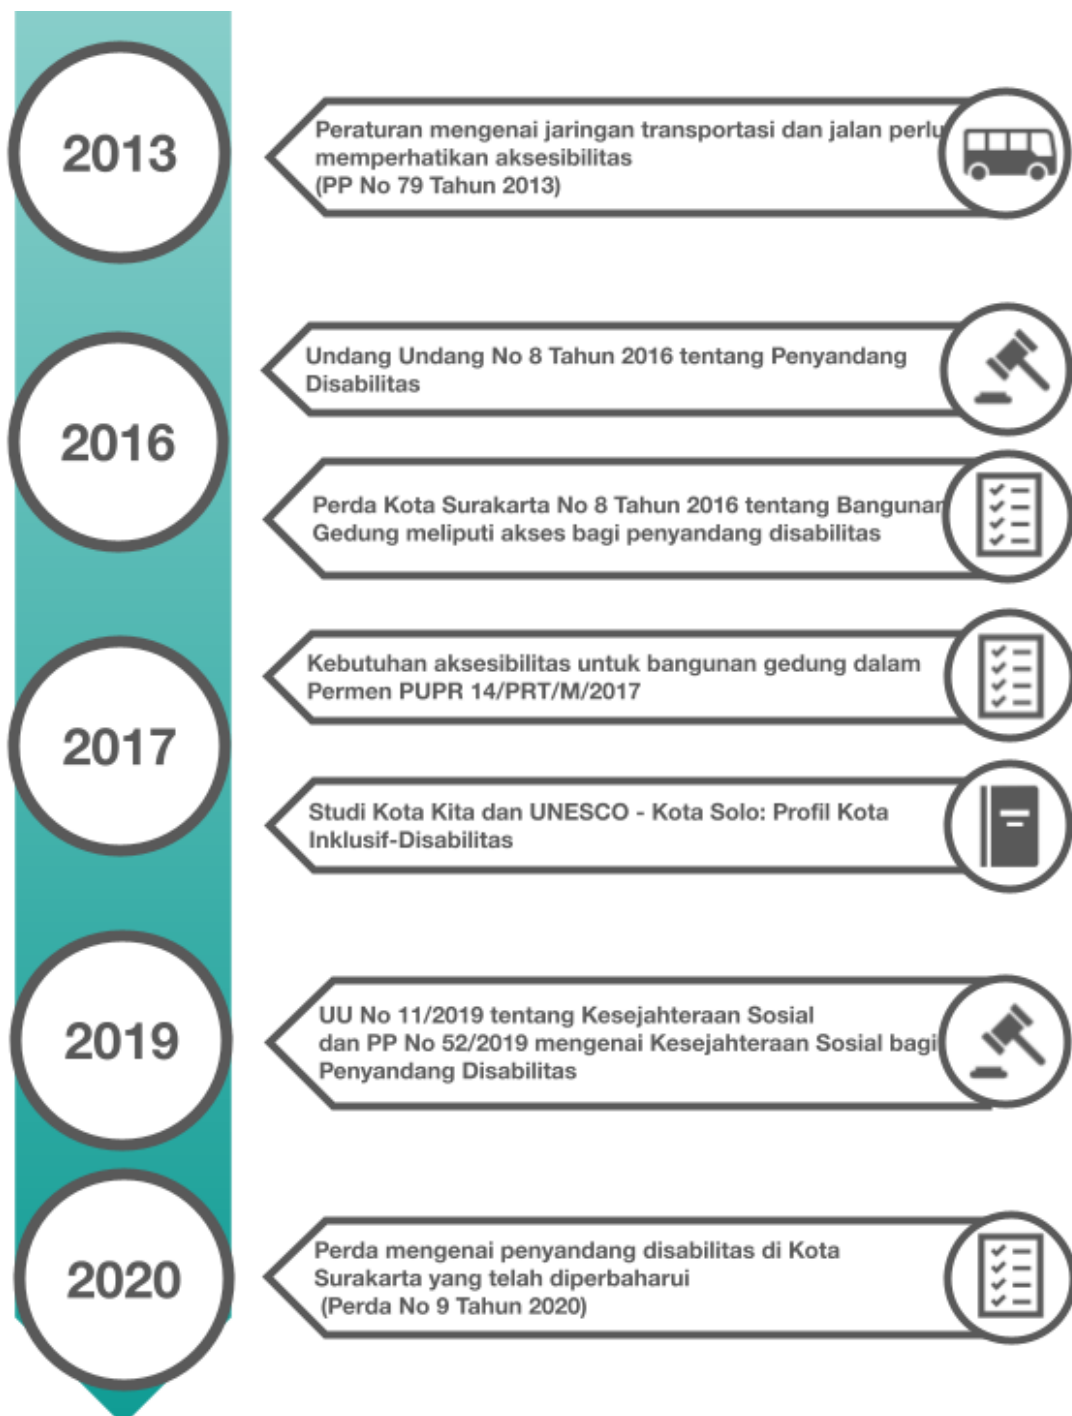 2013
Peraturan mengenai jaringan transportasi dan jalan perlu
memperhatikan aksesibilitas
(PP No 79 Tahun 2013)
2016
Undang Undang No 8 Tahun 2016 tentang Penyandang
Disabilitas
Perda Kota Surakarta No 8 Tahun 2016 tentang Bangunan
Gedung meliputi akses bagi penyandang disabilitas
2017
Kebutuhan aksesibilitas untuk bangunan gedung dalam
Permen PUPR 14/PRT/M/2017
Studi Kota Kita dan UNESCO - Kota Solo: Profil Kota
Inklusif-Disabilitas
2019
UU No 11/2019 tentang Kesejahteraan Sosial
dan PP No 52/2019 mengenai Kesejahteraan Sosial bagi
Penyandang Disabilitas
2020
Perda mengenai penyandang disabilitas di Kota
Surakarta yang telah diperbaharui
(Perda No 9 Tahun 2020)